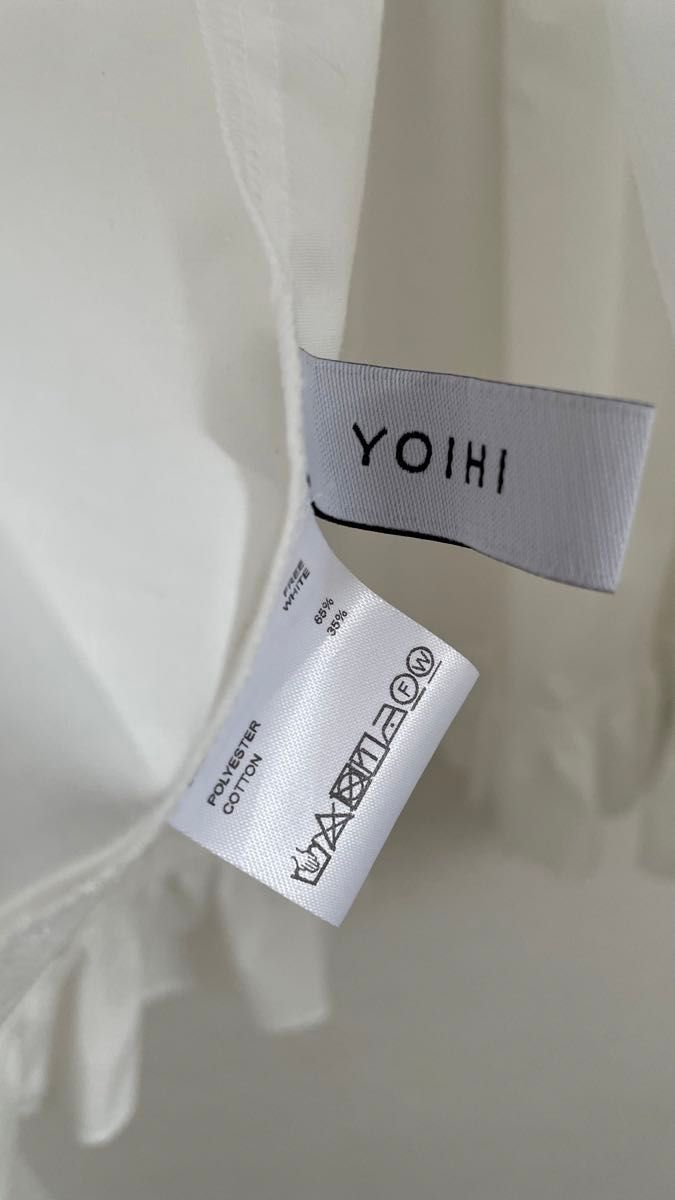 YOIHI
FREE
WHITE
65%
35%
POLYESTER
COTTON
F
W